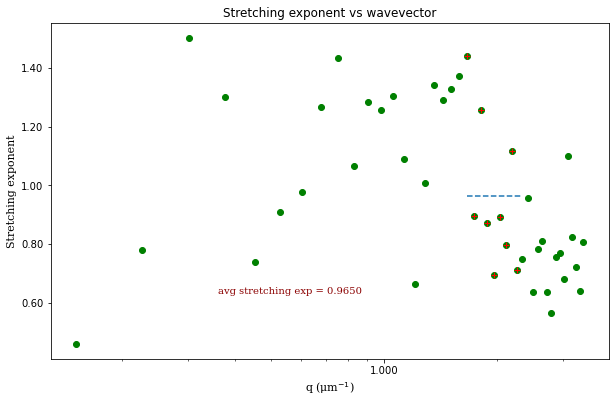 Stretching exponent vs wavevector
1.40
1.20
1.00
0.80
0.60
Stretching exponent
avg stretching exp = 0.9650
1.000
q (μm⁻¹)